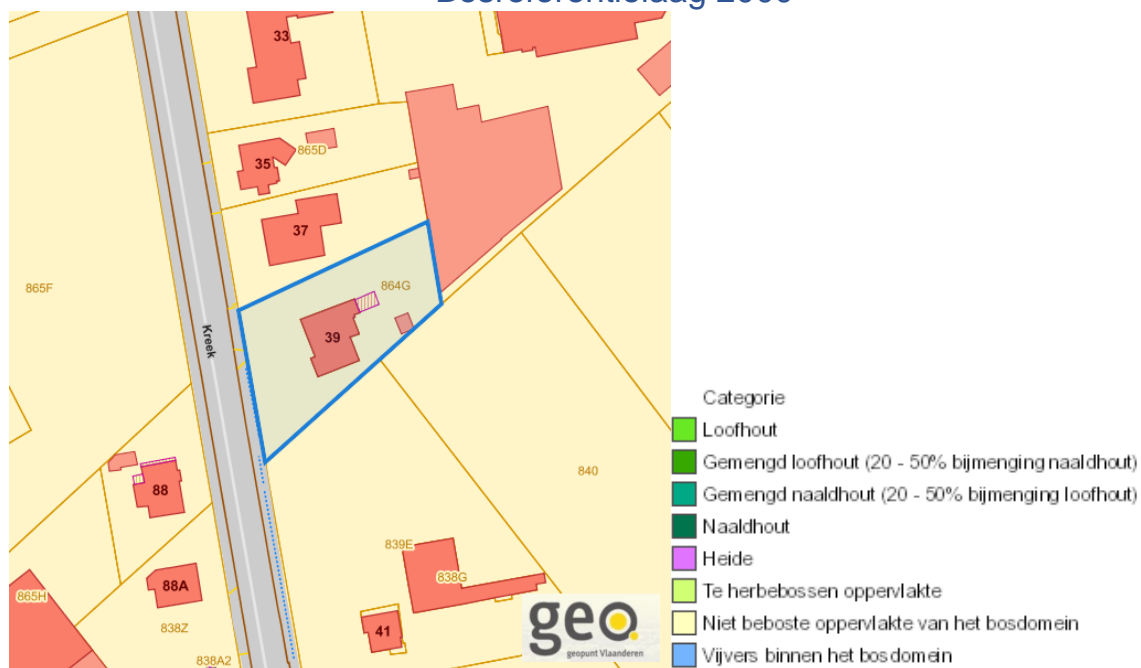 33
35
865D
37
865F
864G
39
Kreek
88
840
839E
838G
88A
865H
838Z
41
838A2
geo
geopunt Vlaanderen
Categorie
Loofhout
Gemengd loofhout (20 - 50% bijmenging naaldhout)
Gemengd naaldhout (20 - 50% bijmenging loofhout)
Naaldhout
Heide
Te herbebossen oppervlakte
Niet beboste oppervlakte van het bosdomein
Vijvers binnen het bosdomein